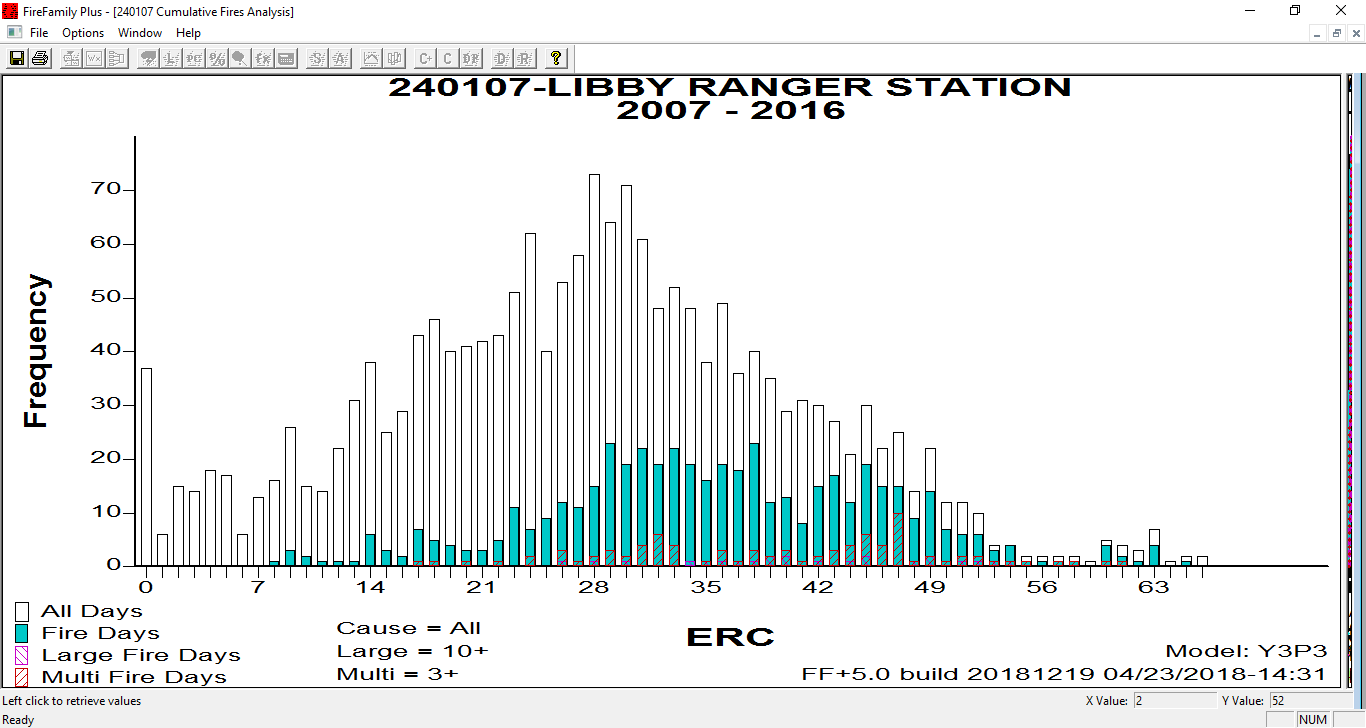 FireFamily Plus - [240107 Cumulative Fires Analysis]
File Options Window Help
240107-LIBBY RANGER STATION
2007 - 2016
Frequency
70
60
50
40
30
20
10
0
0 7 14 21 28 35 42 49 56 63
ERC
All Days
Fire Days
Large Fire Days
Multi Fire Days
Cause = All
Large = 10+
Multi = 3+
Model: Y3P3
FF+5.0 build 20181219 04/23/2018-14:31
Left click to retrieve values
X Value: 2 Y Value: 52
Ready
NUM